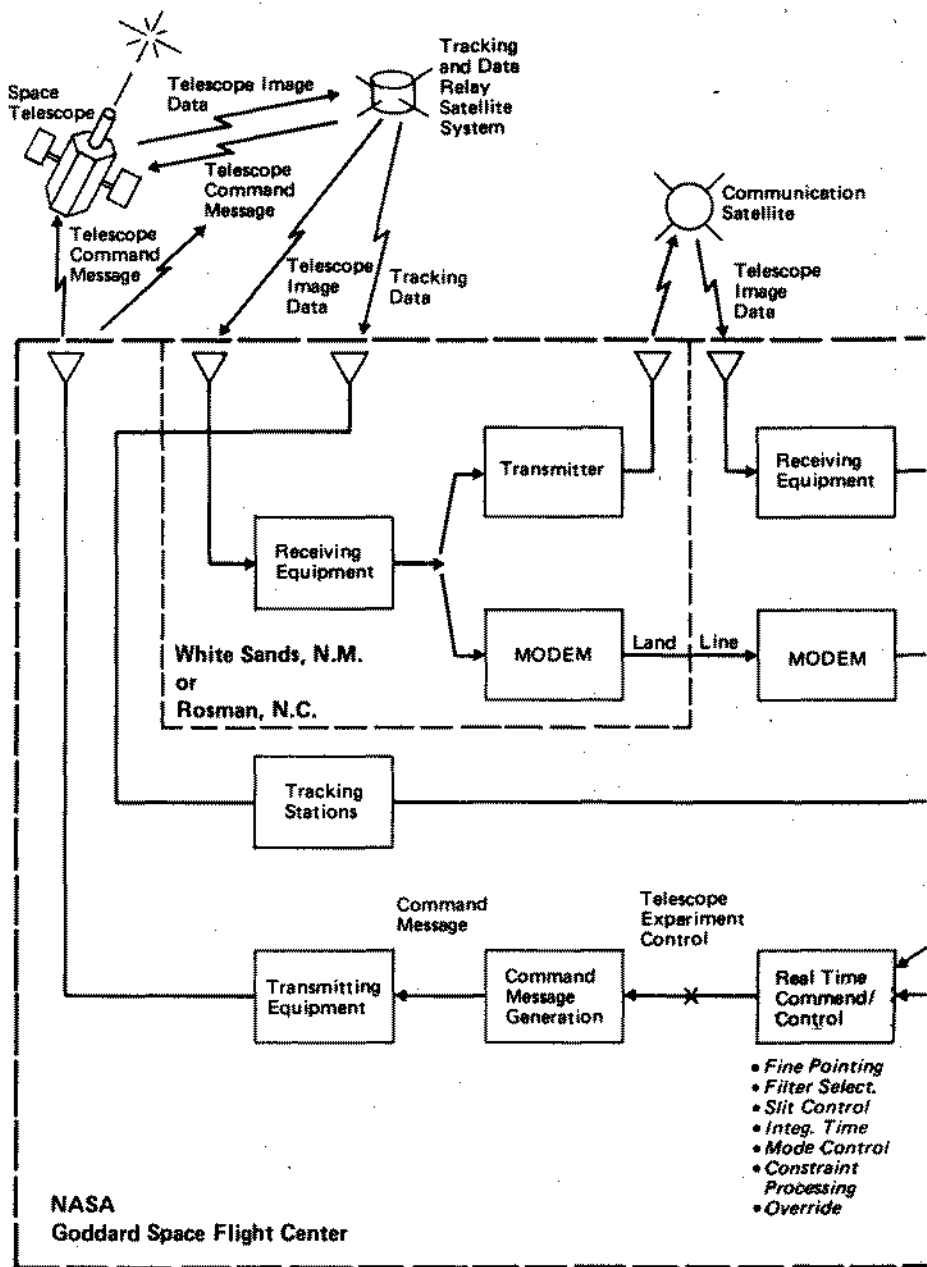 Space
Telescope
Telescope Image
Data
Tracking
and Data
Relay
Satellite
System
Telescope
Command
Message
Telescope
Command
Message
Telescope
Image
Data
Tracking
Data
Communication
Satellite
Telescope
Image
Data
Transmitter
Receiving
Equipment
Receiving
Equipment
MODEM
Land Line
MODEM
White Sands, N.M.
or
Rosman, N.C.
Tracking
Stations
Command
Message
Telescope
Experiment
Control
Transmitting
Equipment
Command
Message
Generation
Real Time
Command/
Control
• Fine Pointing
• Filter Select.
• Slit Control
• Integ. Time
• Mode Control
• Constraint
Processing
• Override
NASA
Goddard Space Flight Center